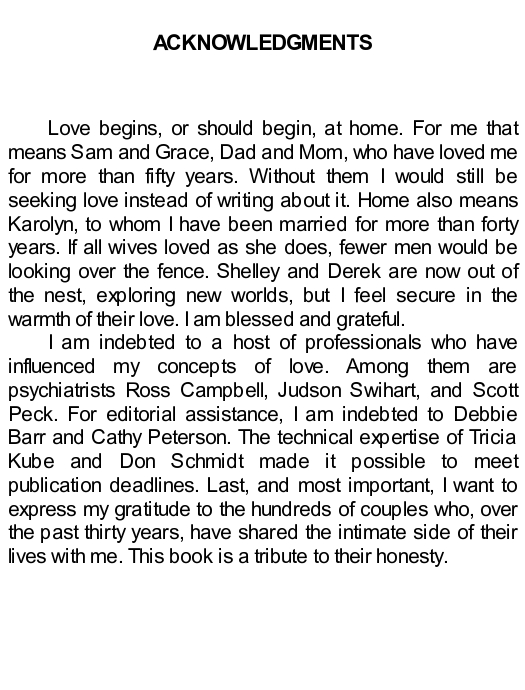 ACKNOWLEDGMENTS
Love begins, or should begin, at home. For me that
means Sam and Grace, Dad and Mom, who have loved me
for more than fifty years. Without them I would still be
seeking love instead of writing about it. Home also means
Karolyn, to whom I have been married for more than forty
years. If all wives loved as she does, fewer men would be
looking over the fence. Shelley and Derek are now out of
the nest, exploring new worlds, but I feel secure in the
warmth of their love. I am blessed and grateful.
I am indebted to a host of professionals who have
influenced my concepts of love. Among them are
psychiatrists Ross Campbell, Judson Swihart, and Scott
Peck. For editorial assistance, I am indebted to Debbie
Barr and Cathy Peterson. The technical expertise of Tricia
Kube and Don Schmidt made it possible to meet
publication deadlines. Last, and most important, I want to
express my gratitude to the hundreds of couples who, over
the past thirty years, have shared the intimate side of their
lives with me. This book is a tribute to their honesty.